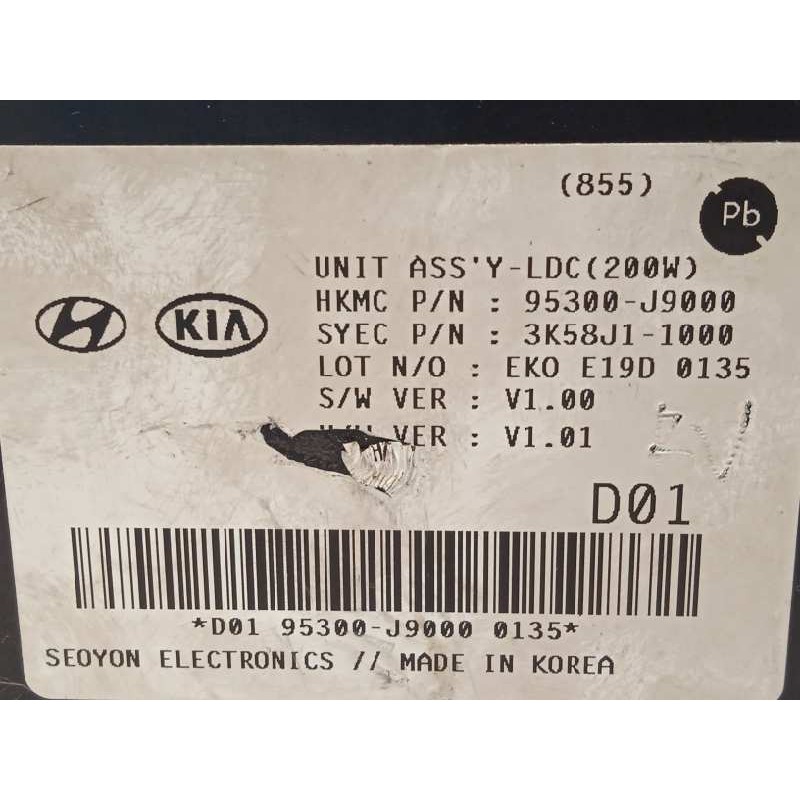 (855)
Pb
UNIT ASS'Y-LDC(200W)
KIA
HKMC P/N : 95300-J9000
SYEC P/N : 3K58J1-1000
LOT N/O : EKO E19D 0135
S/W VER : V1.00
VER : V1.01
D01
*D01 95300-J9000 0135*
SEOYON ELECTRONICS // MADE IN KOREA